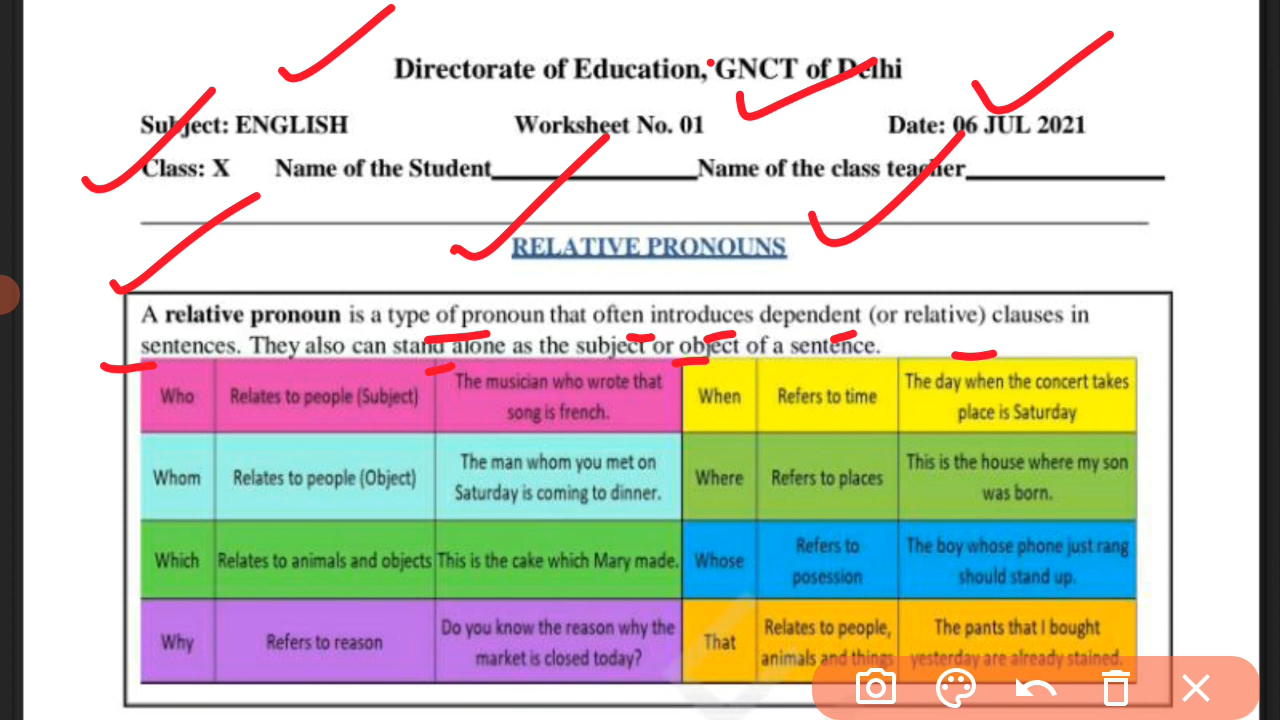 Directorate of Education, GNCT of Delhi
Subject: ENGLISH Worksheet No. 01 Date: 06 JUL 2021
Class: X Name of the Student Name of the class teacher
RELATIVE PRONOUNS
A relative pronoun is a type of pronoun that often introduces dependent (or relative) clauses in
sentences. They also can stand alone as the subject or object of a sentence.
Who Relates to people (Subject) The musician who wrote that
song is french.
When Refers to time The day when the concert takes
place is Saturday
Whom Relates to people (Object) The man whom you met on
Saturday is coming to dinner.
Where Refers to places This is the house where my son
was born.
Which Relates to animals and objects This is the cake which Mary made.
Whose Refers to
posession
The boy whose phone just rang
should stand up.
Why Refers to reason Do you know the reason why the
market is closed today?
That Relates to people,
animals and things
The pants that I bought
yesterday are already stained.